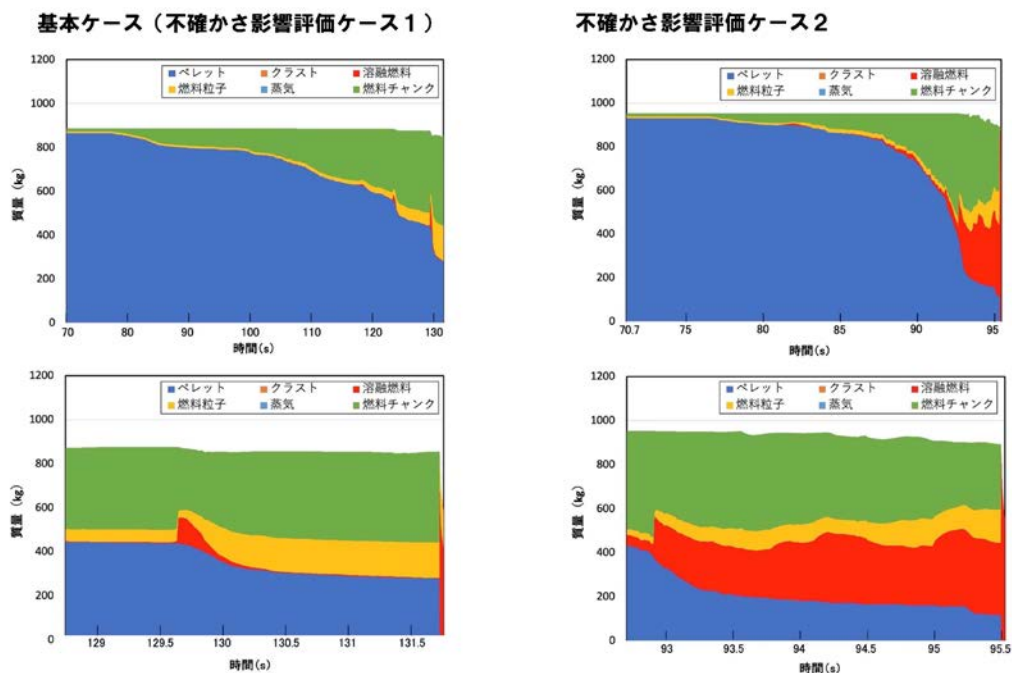 基本ケース（不確かさ影響評価ケース１）
1200
1000
800
600
400
200
0
質量（kg）
ペレット クラスト 溶融燃料
燃料粒子 蒸気 燃料チャンク
70 80 90 100 110 120 130
時間(s)
不確かさ影響評価ケース２
1200
1000
800
600
400
200
0
質量（kg）
ペレット クラスト 溶融燃料
燃料粒子 蒸気 燃料チャンク
70.7 75 80 85 90 95
時間(s)
1200
1000
800
600
400
200
0
質量（kg）
ペレット クラスト 溶融燃料
燃料粒子 蒸気 燃料チャンク
129 129.5 130 130.5 131 131.5
時間(s)
1200
1000
800
600
400
200
0
質量（kg）
ペレット クラスト 溶融燃料
燃料粒子 蒸気 燃料チャンク
93 93.5 94 94.5 95 95.5
時間(s)